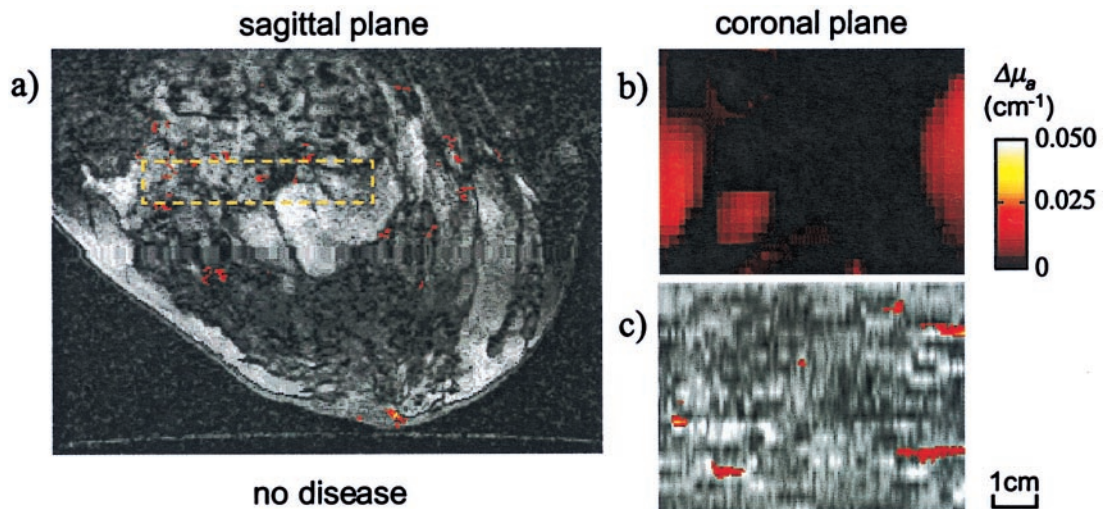 sagittal plane
coronal plane
a)
b)
Δμa
(cm-1)
0.050
0.025
0
c)
no disease
1cm